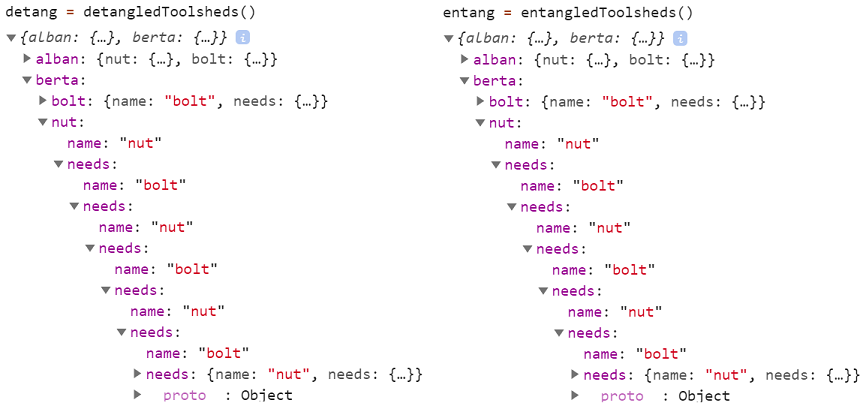 detang = detangledToolsheds()
{alban: {…}, berta: {…}} i
alban: {nut: {…}, bolt: {…}}
berta:
bolt: {name: "bolt", needs: {…}}
nut:
name: "nut"
needs:
name: "bolt"
needs:
name: "nut"
needs:
name: "bolt"
needs:
name: "nut"
needs:
name: "bolt"
needs: {name: "nut", needs: {…}}
proto : Object
entang = entangledToolsheds()
{alban: {…}, berta: {…}} i
alban: {nut: {…}, bolt: {…}}
berta:
bolt: {name: "bolt", needs: {…}}
nut:
name: "nut"
needs:
name: "bolt"
needs:
name: "nut"
needs:
name: "bolt"
needs:
name: "nut"
needs:
name: "bolt"
needs: {name: "nut", needs: {…}}
proto : Object